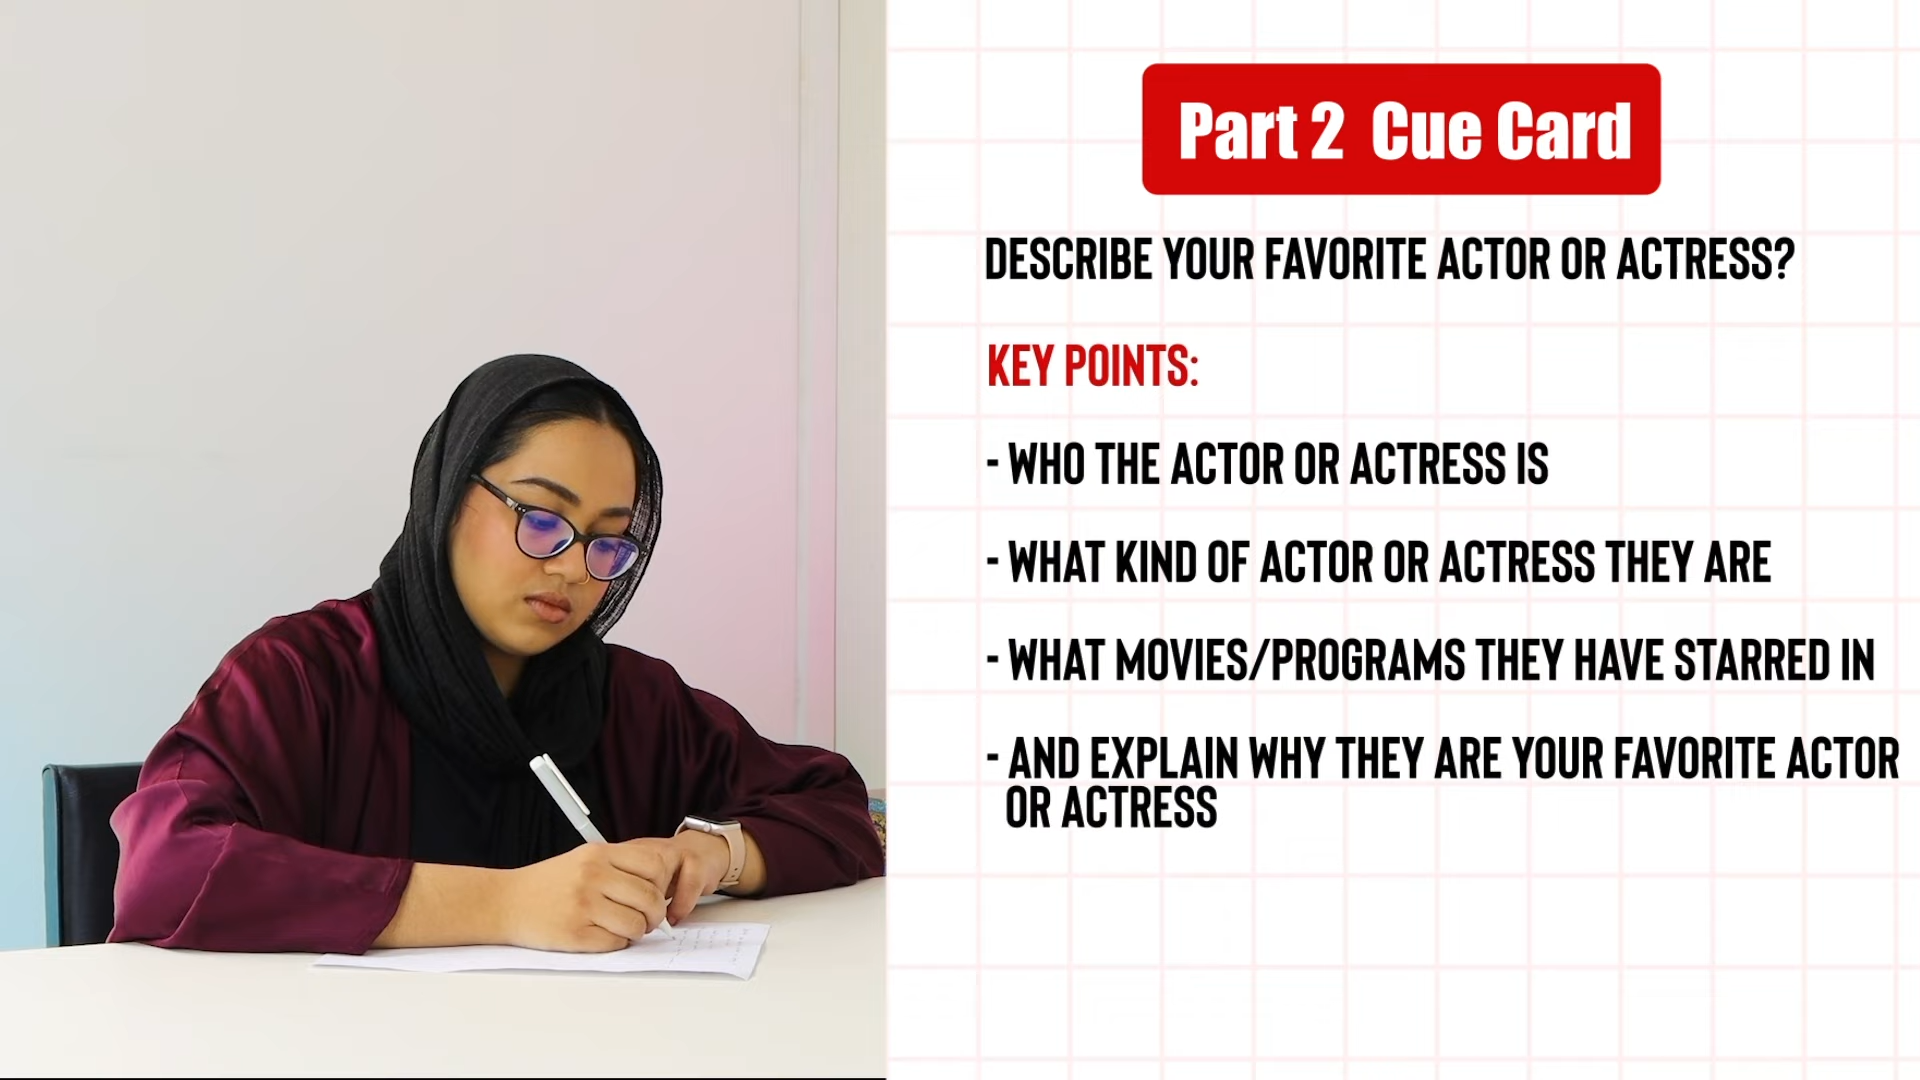 Part 2 Cue Card
DESCRIBE YOUR FAVORITE ACTOR OR ACTRESS?
KEY POINTS:
- WHO THE ACTOR OR ACTRESS IS
- WHAT KIND OF ACTOR OR ACTRESS THEY ARE
- WHAT MOVIES/PROGRAMS THEY HAVE STARRED IN
- AND EXPLAIN WHY THEY ARE YOUR FAVORITE ACTOR
OR ACTRESS